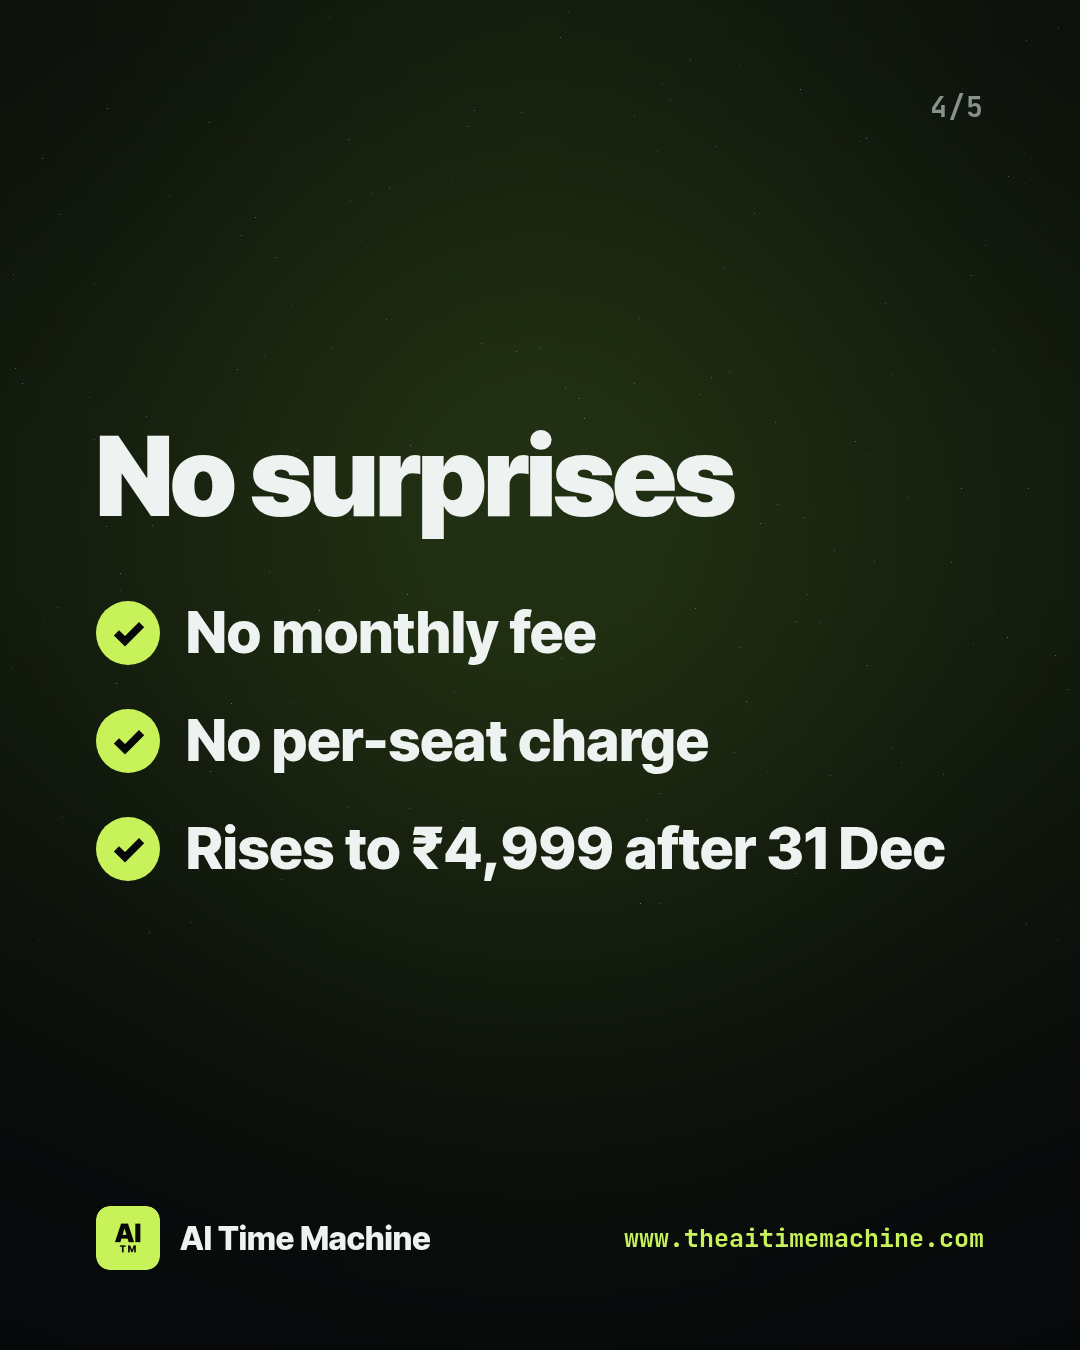 4/5
No surprises
No monthly fee
No per-seat charge
Rises to ₹4,999 after 31 Dec
AI
TM
AI Time Machine
www.theaitimemachine.com